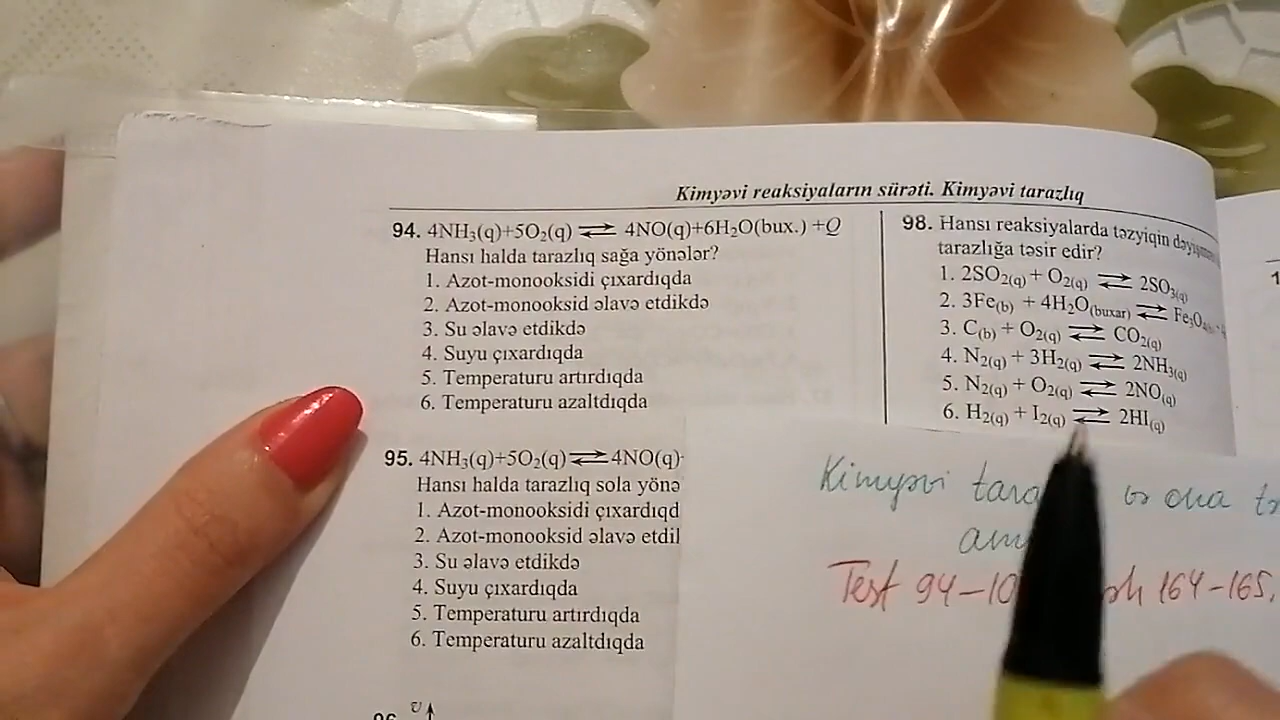 Kimyəvi reaksiyaların sürəti. Kimyəvi tarazlıq
94. 4NH₃(q)+5O₂(q) ⇌ 4NO(q)+6H₂O(bux.) +Q
Hansı halda tarazlıq sağa yönələr?
1. Azot-monooksidi çıxardıqda
2. Azot-monooksid əlavə etdikdə
3. Su əlavə etdikdə
4. Suyu çıxardıqda
5. Temperaturu artırdıqda
6. Temperaturu azaltdıqda
95. 4NH₃(q)+5O₂(q)⇌4NO(q)
Hansı halda tarazlıq sola yönə
1. Azot-monooksidi çıxardıqd
2. Azot-monooksid əlavə etdi
3. Su əlavə etdikdə
4. Suyu çıxardıqda
5. Temperaturu artırdıqda
6. Temperaturu azaltdıqda
υ
98. Hansı reaksiyalarda təzyiqin
tarazlığa təsir edir?
1. 2SO₂(q) + O₂(q) ⇌ 2SO₃(q)
2. 3Fe(b) + 4H₂O(buxar) ⇌ Fe₃O₄
3. C(b) + O₂(q) ⇌ CO₂(q)
4. N₂(q) + 3H₂(q) ⇌ 2NH₃(q)
5. N₂(q) + O₂(q) ⇌ 2NO(q)
6. H₂(q) + I₂(q) ⇌ 2HI(q)
Kimyəvi tara və ona tə
am
Test 94-10 164-165,